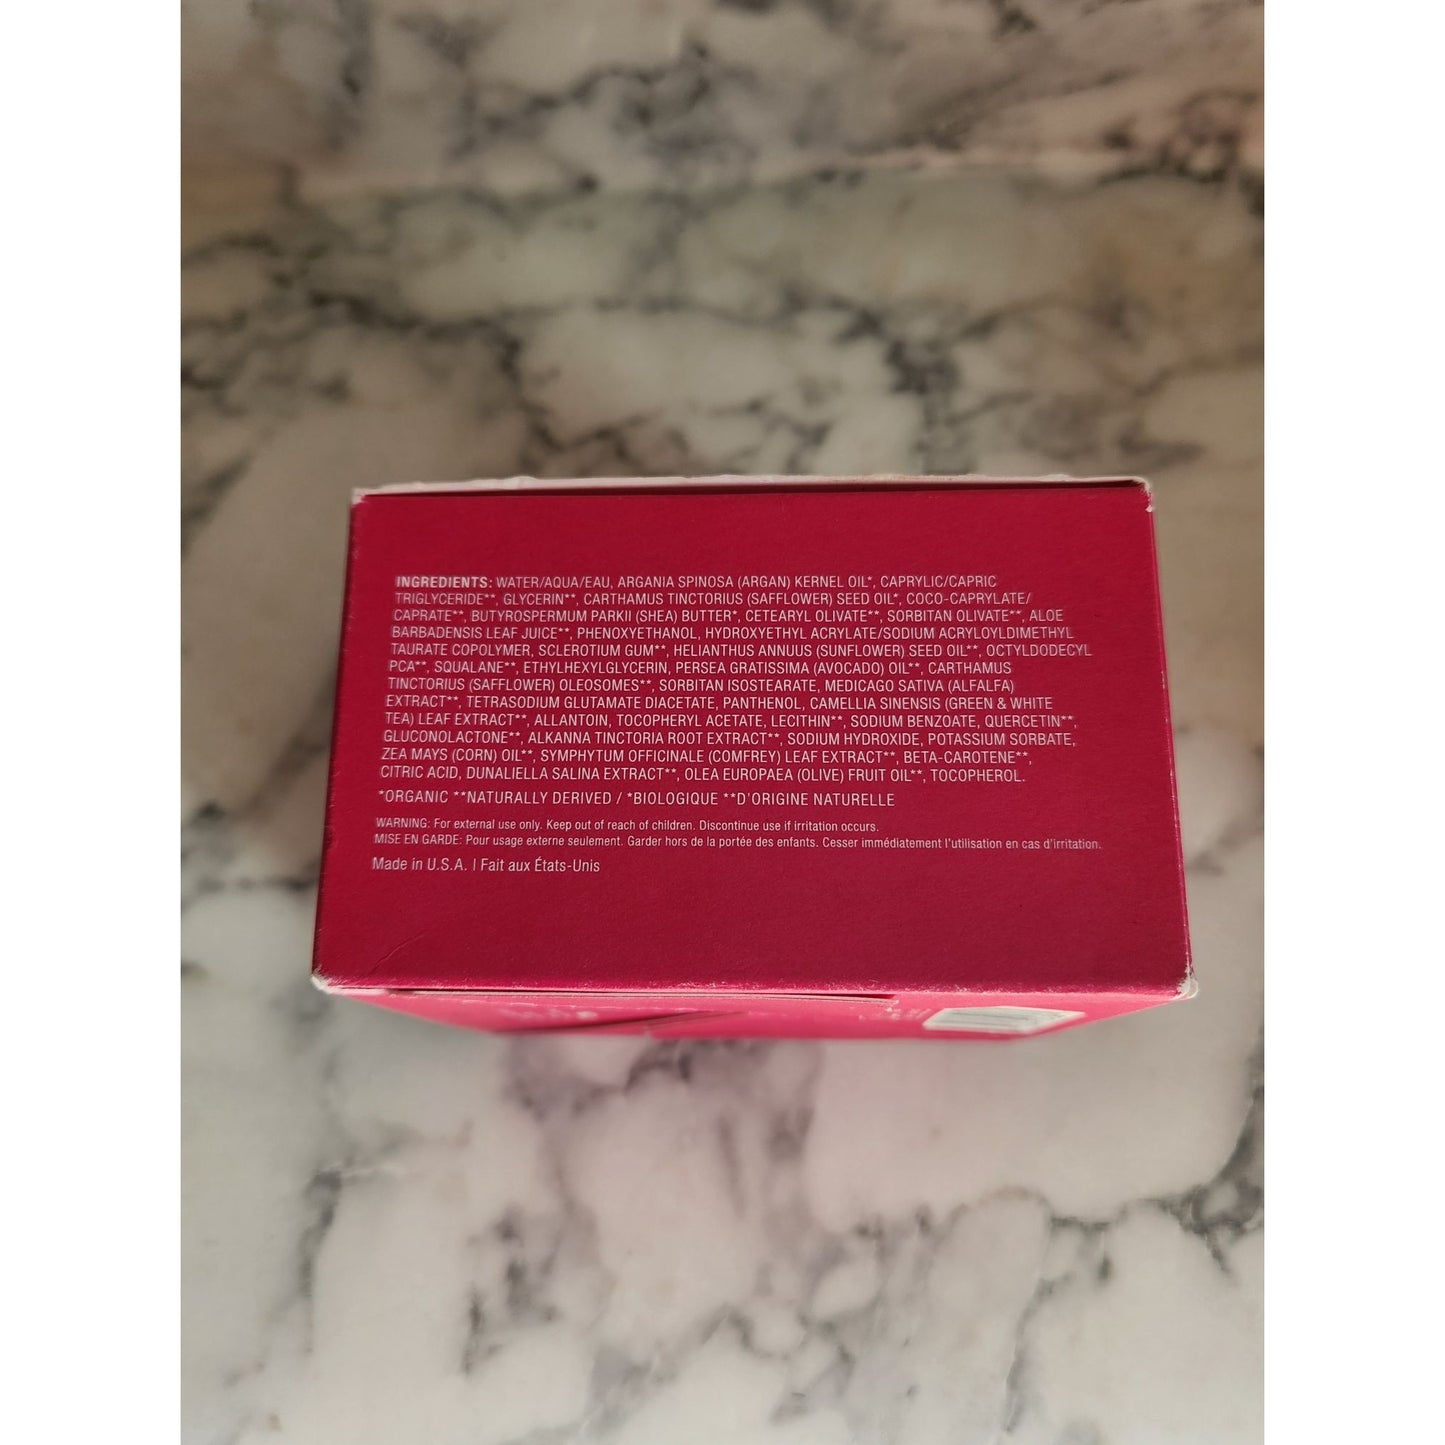 INGREDIENTS: WATER/AQUA/EAU, ARGANIA SPINOSA (ARGAN) KERNEL OIL*, CAPRYLIC/CAPRIC
TRIGLYCERIDE**, GLYCERIN**, CARTHAMUS TINCTORIUS (SAFFLOWER) SEED OIL*, COCO-CAPRYLATE/
CAPRATE**, BUTYROSPERMUM PARKII (SHEA) BUTTER*, CETEARYL OLIVATE**, SORBITAN OLIVATE**, ALOE
BARBADENSIS LEAF JUICE**, PHENOXYETHANOL, HYDROXYETHYL ACRYLATE/SODIUM ACRYLOYLDIMETHYL
TAURATE COPOLYMER, SCLEROTIUM GUM**, HELIANTHUS ANNUUS (SUNFLOWER) SEED OIL**, OCTYLDODECYL
PCA**, SQUALANE**, ETHYLHEXYLGLYCERIN, PERSEA GRATISSIMA (AVOCADO) OIL**, CARTHAMUS
TINCTORIUS (SAFFLOWER) OLEOSOMES**, SORBITAN ISOSTEARATE, MEDICAGO SATIVA (ALFALFA)
EXTRACT**, TETRASODIUM GLUTAMATE DIACETATE, PANTHENOL, CAMELLIA SINENSIS (GREEN & WHITE
TEA) LEAF EXTRACT**, ALLANTOIN, TOCOPHERYL ACETATE, LECITHIN**, SODIUM BENZOATE, QUERCETIN**,
GLUCONOLACTONE**, ALKANNA TINCTORIA ROOT EXTRACT**, SODIUM HYDROXIDE, POTASSIUM SORBATE,
ZEA MAYS (CORN) OIL**, SYMPHYTUM OFFICINALE (COMFREY) LEAF EXTRACT**, BETA-CAROTENE**,
CITRIC ACID, DUNALIELLA SALINA EXTRACT**, OLEA EUROPAEA (OLIVE) FRUIT OIL**, TOCOPHEROL.
*ORGANIC **NATURALLY DERIVED / *BIOLOGIQUE **D'ORIGINE NATURELLE
WARNING: For external use only. Keep out of reach of children. Discontinue use if irritation occurs.
MISE EN GARDE: Pour usage externe seulement. Garder hors de la portée des enfants. Cesser immédiatement l'utilisation en cas d'irritation.
Made in U.S.A. | Fait aux États-Unis